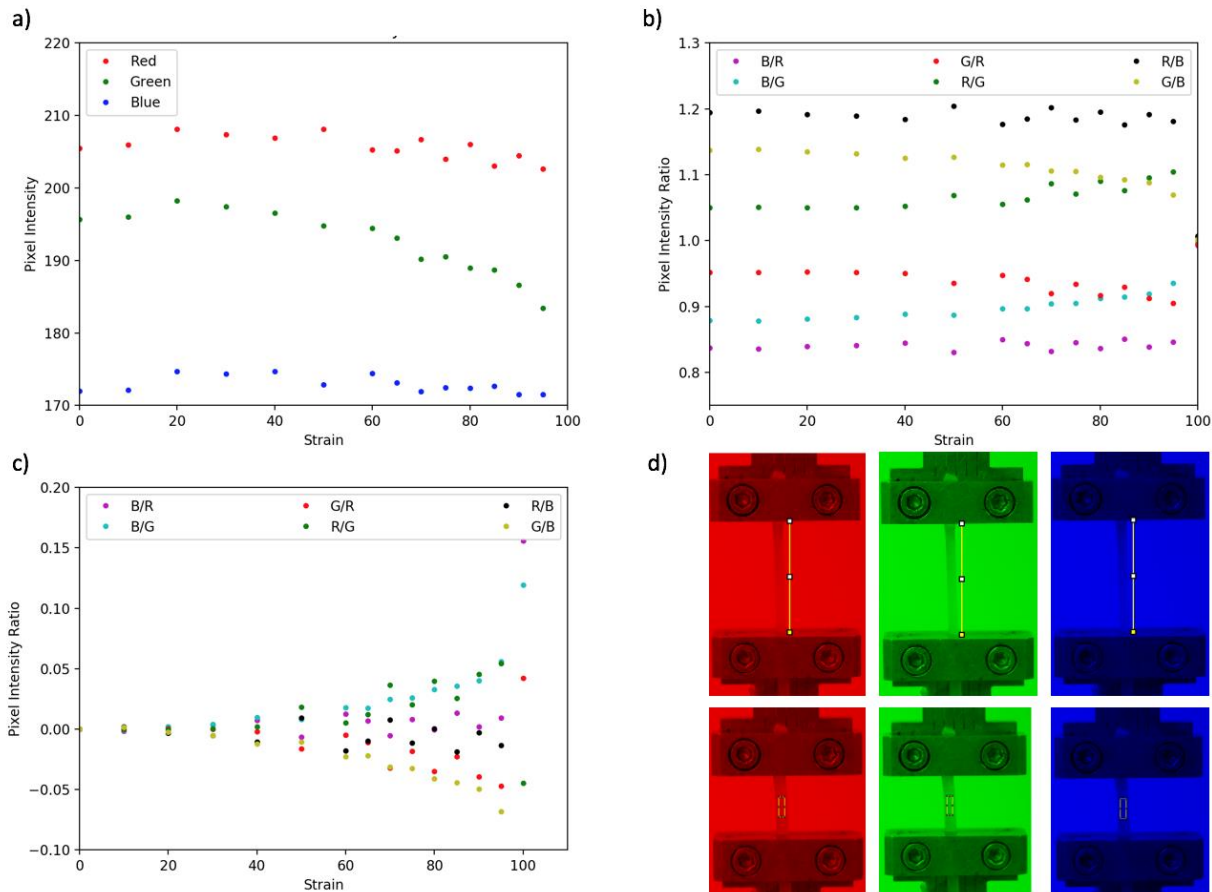 a)
220
210
200
190
180
170
0
20
40
60
80
100
Pixel Intensity
Strain
Red
Green
Blue
b)
1.3
1.2
1.1
1.0
0.9
0.8
0
20
40
60
80
100
Pixel Intensity Ratio
Strain
B/R
B/G
G/R
R/G
R/B
G/B
c)
0.20
0.15
0.10
0.05
0.00
−0.05
−0.10
0
20
40
60
80
100
Pixel Intensity Ratio
Strain
B/R
B/G
G/R
R/G
R/B
G/B
d)